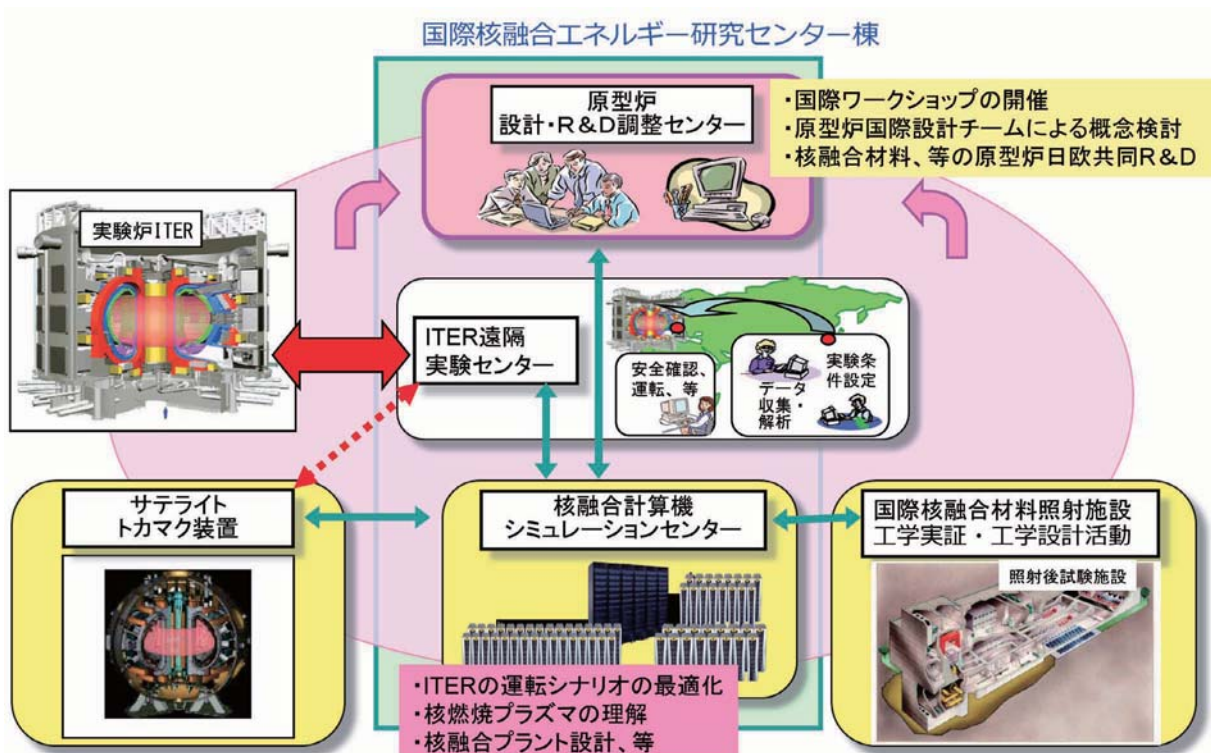 国際核融合エネルギー研究センター棟
原型炉
設計・R&D調整センター
・国際ワークショップの開催
・原型炉国際設計チームによる概念検討
・核融合材料、等の原型炉日欧共同R&D
実験炉ITER
ITER遠隔
実験センター
安全確認、
運転、等
実験条
件設定
データ
収集・
解析
サテライト
トカマク装置
核融合計算機
シミュレーションセンター
国際核融合材料照射施設
工学実証・工学設計活動
照射後試験施設
・ITERの運転シナリオの最適化
・核燃焼プラズマの理解
・核融合プラント設計、等